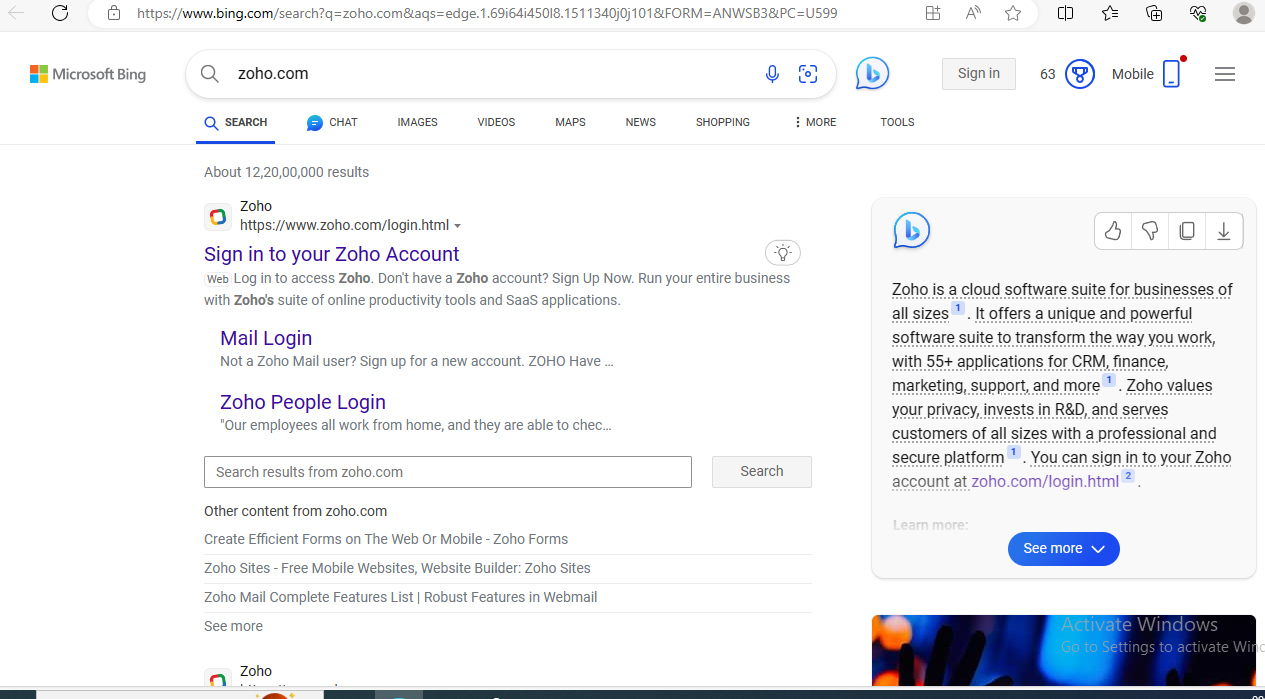 https://www.bing.com/search?q=zoho.com&aqs=edge.1.69i64i450l8.1511340j0j101&FORM=ANWSB3&PC=U599
Microsoft Bing
zoho.com
Sign in
63
Mobile
SEARCH
CHAT
IMAGES
VIDEOS
MAPS
NEWS
SHOPPING
MORE
TOOLS
About 12,20,00,000 results
Zoho
https://www.zoho.com/login.html
Sign in to your Zoho Account
Web Log in to access Zoho. Don't have a Zoho account? Sign Up Now. Run your entire business
with Zoho's suite of online productivity tools and SaaS applications.
Mail Login
Not a Zoho Mail user? Sign up for a new account. ZOHO Have ...
Zoho People Login
"Our employees all work from home, and they are able to chec...
Search results from zoho.com
Search
Other content from zoho.com
Create Efficient Forms on The Web Or Mobile - Zoho Forms
Zoho Sites - Free Mobile Websites, Website Builder: Zoho Sites
Zoho Mail Complete Features List | Robust Features in Webmail
See more
Zoho
Zoho is a cloud software suite for businesses of
all sizes 1 . It offers a unique and powerful
software suite to transform the way you work,
with 55+ applications for CRM, finance,
marketing, support, and more 1 . Zoho values
your privacy, invests in R&D, and serves
customers of all sizes with a professional and
secure platform 1 . You can sign in to your Zoho
account at zoho.com/login.html 2 .
Learn more:
See more
Activate Windows
Go to Settings to activate Win